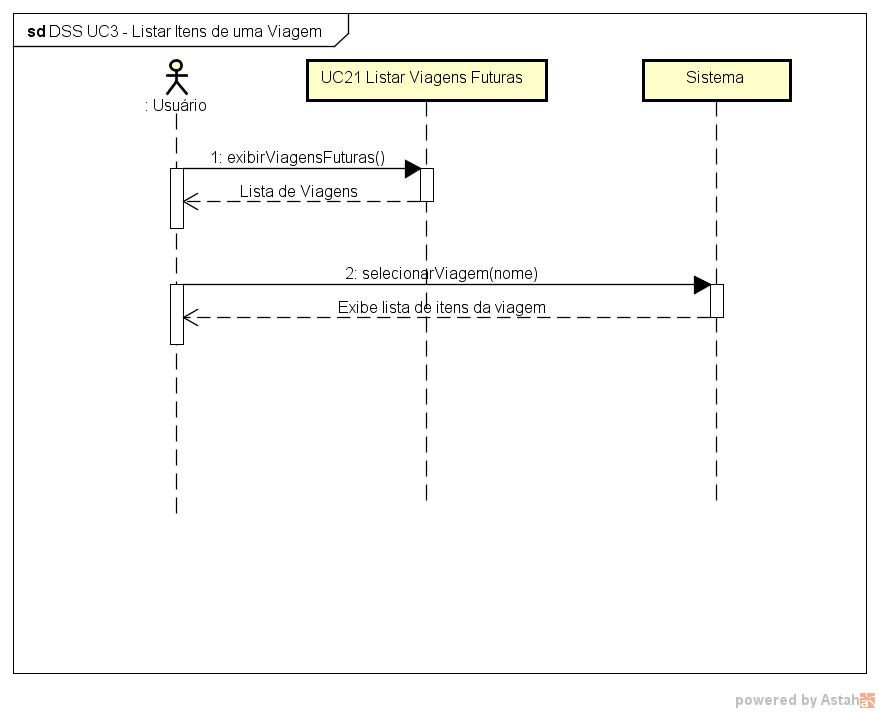 sd DSS UC3 - Listar Itens de uma Viagem
: Usuário
UC21 Listar Viagens Futuras
Sistema
1: exibirViagensFuturas()
Lista de Viagens
2: selecionarViagem(nome)
Exibe lista de itens da viagem
powered by Astah